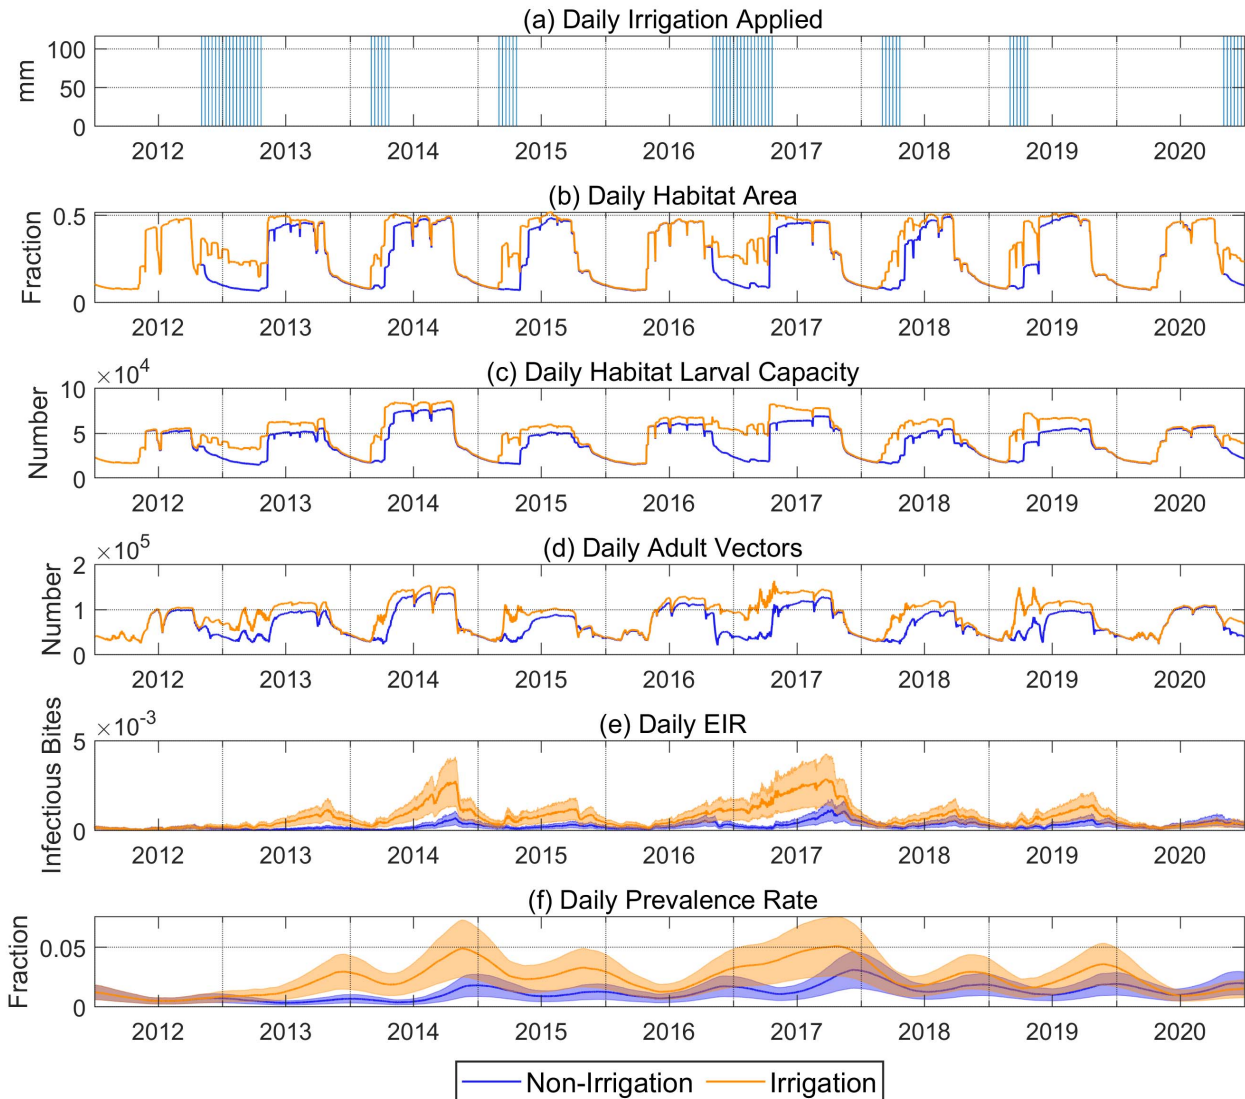 (a) Daily Irrigation Applied
mm
100
50
0
2012 2013 2014 2015 2016 2017 2018 2019 2020
(b) Daily Habitat Area
Fraction
0.5
0
2012 2013 2014 2015 2016 2017 2018 2019 2020
(c) Daily Habitat Larval Capacity
×10⁴
Number
10
5
0
2012 2013 2014 2015 2016 2017 2018 2019 2020
(d) Daily Adult Vectors
×10⁵
Number
2
1
0
2012 2013 2014 2015 2016 2017 2018 2019 2020
(e) Daily EIR
×10⁻³
Infectious Bites
5
0
2012 2013 2014 2015 2016 2017 2018 2019 2020
(f) Daily Prevalence Rate
Fraction
0.05
0
2012 2013 2014 2015 2016 2017 2018 2019 2020
Non-Irrigation Irrigation